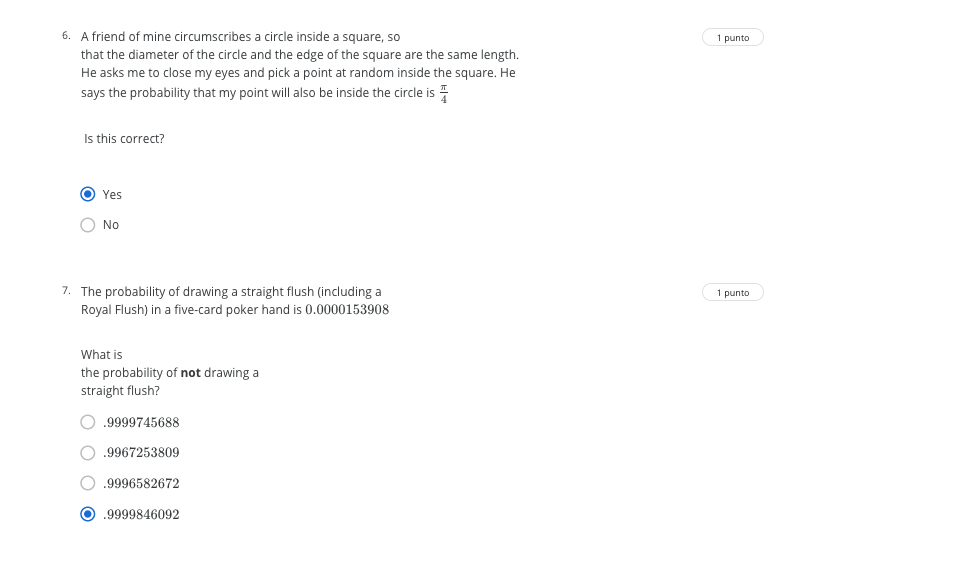 6. A friend of mine circumscribes a circle inside a square, so
1 punto
that the diameter of the circle and the edge of the square are the same length.
He asks me to close my eyes and pick a point at random inside the square. He
says the probability that my point will also be inside the circle is π/4
Is this correct?
Yes
No
7. The probability of drawing a straight flush (including a
1 punto
Royal Flush) in a five-card poker hand is 0.0000153908
What is
the probability of not drawing a
straight flush?
.9999745688
.9967253809
.9996582672
.9999846092